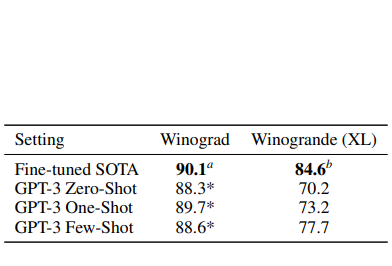 Setting Winograd Winogrande (XL)
Fine-tuned SOTA 90.1ᵃ 84.6ᵇ
GPT-3 Zero-Shot 88.3* 70.2
GPT-3 One-Shot 89.7* 73.2
GPT-3 Few-Shot 88.6* 77.7